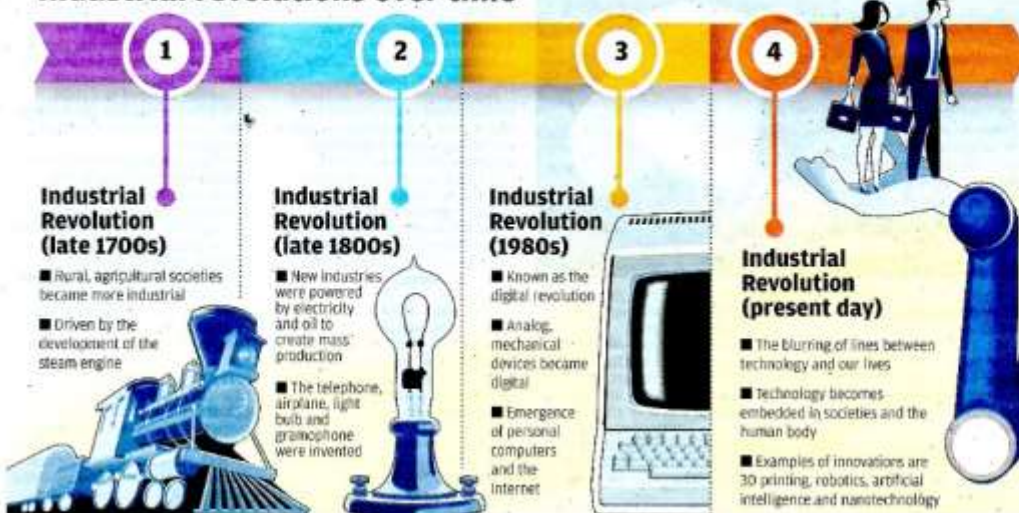 Industrial revolutions over time
1
2
3
4
Industrial
Revolution
(late 1700s)
■ Rural, agricultural societies
became more industrial
■ Driven by the
development of the
steam engine
Industrial
Revolution
(late 1800s)
■ New industries
were powered
by electricity
and oil to
create mass
production
■ The telephone,
airplane, light
bulb and
gramophone
were invented
Industrial
Revolution
(1980s)
■ Known as the
digital revolution
■ Analog,
mechanical
devices became
digital
■ Emergence
of personal
computers
and the
Internet
Industrial
Revolution
(present day)
■ The blurring of lines between
technology and our lives
■ Technology becomes
embedded in societies and the
human body
■ Examples of innovations are
3D printing, robotics, artificial
intelligence and nanotechnology